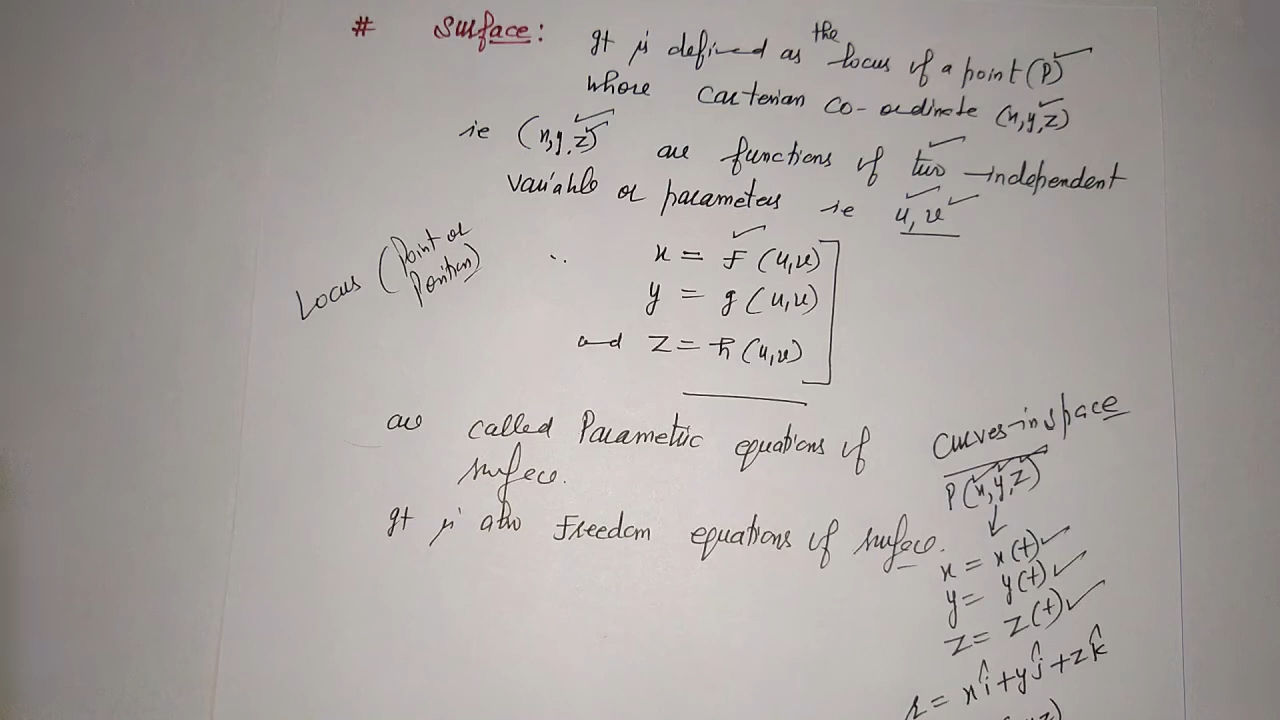 # Surface: It is defined as the locus of a point (P)
whose cartesian co-ordinate (x,y,z)
ie (x,y,z) are functions of two independent
variable or parameters ie u,v
Locus (Point or
Position)
∴ x = f (u,v)
y = g (u,v)
and z = h (u,v)
are called Parametric equations of
surface.
It is also Freedom equations of surface.
Curves in space
P(x,y,z)
↓
x = x(t)
y = y(t)
z = z(t)
r = xî + yĵ + zk̂